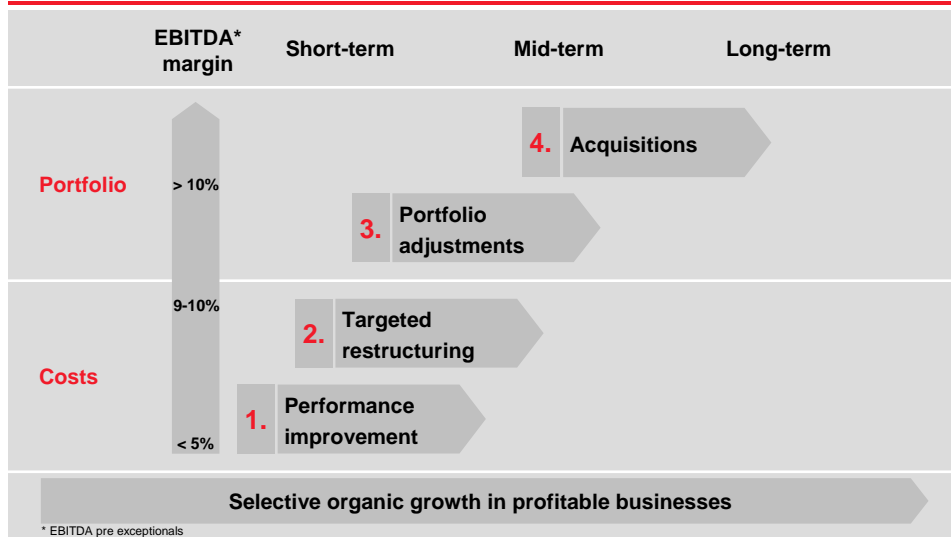 EBITDA*
margin
Short-term
Mid-term
Long-term
4. Acquisitions
Portfolio
> 10%
3. Portfolio
adjustments
9-10%
2. Targeted
restructuring
Costs
1. Performance
improvement
< 5%
Selective organic growth in profitable businesses
* EBITDA pre exceptionals